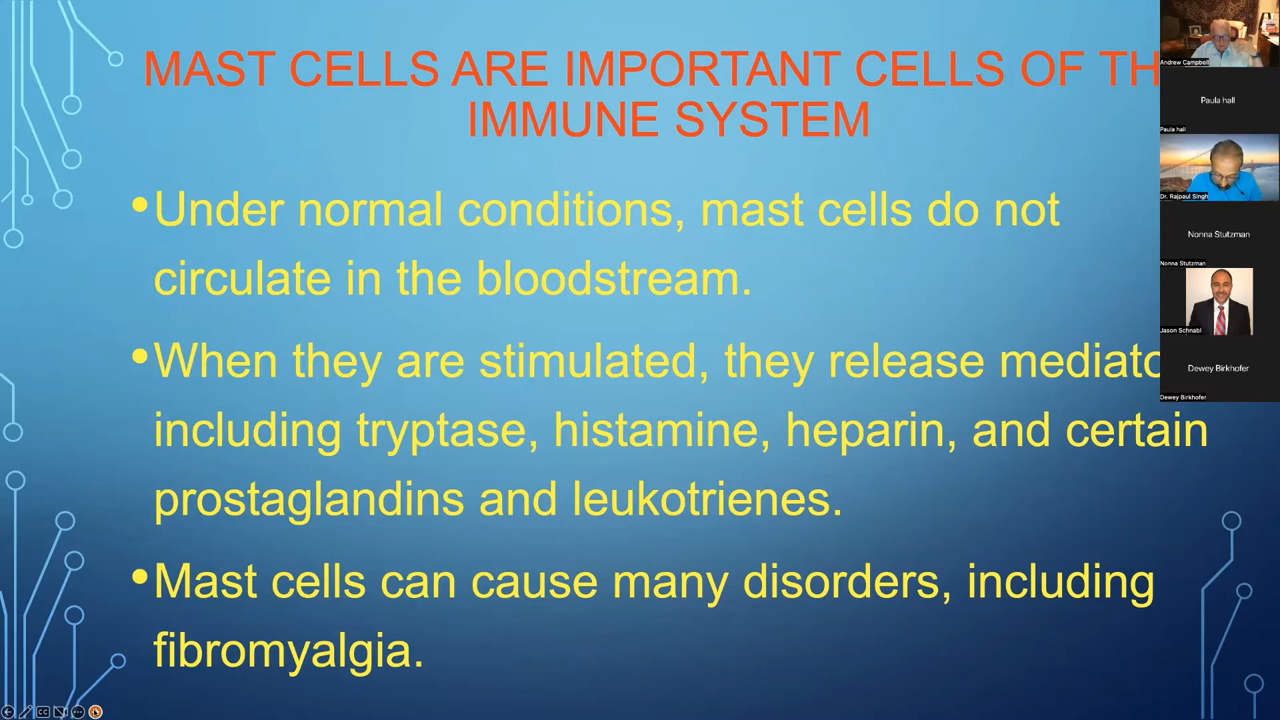 MAST CELLS ARE IMPORTANT CELLS OF TH
IMMUNE SYSTEM
•Under normal conditions, mast cells do not
circulate in the bloodstream.
•When they are stimulated, they release mediato
including tryptase, histamine, heparin, and certain
prostaglandins and leukotrienes.
•Mast cells can cause many disorders, including
fibromyalgia.
Andrew Campbell
Paula hall
Paula hall
Dr. Rajpaul Singh
Nonna Stutzman
Nonna Stutzman
Jason Schnabl
Dewey Birkhofer
Dewey Birkhofer
CC